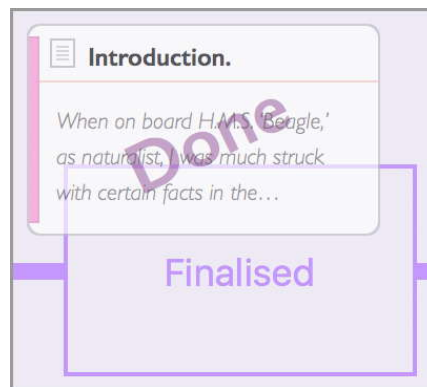 Introduction.
When on board H.M.S. ‘Beagle,’
as naturalist, I was much struck
with certain facts in the…
Done
Finalised